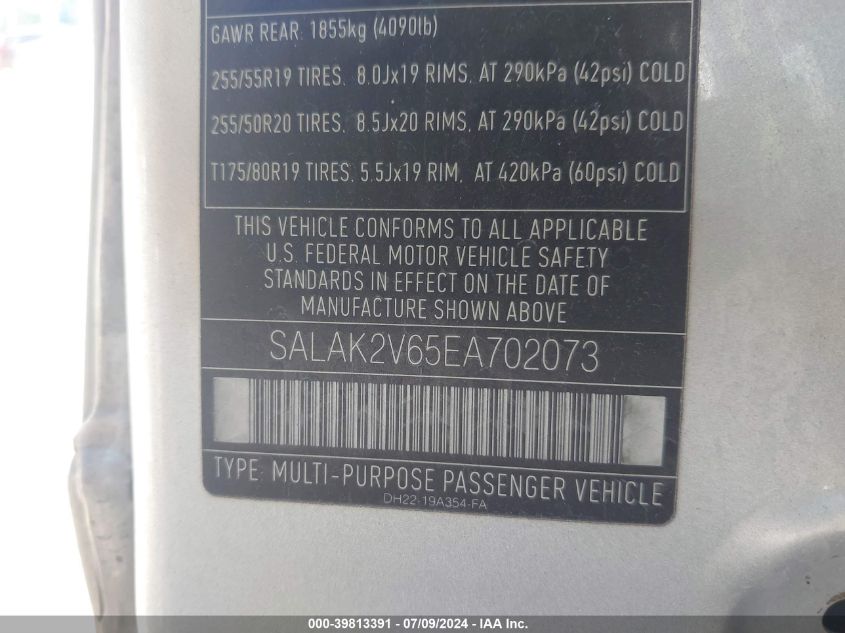 GAWR REAR: 1855kg (4090lb)
255/55R19 TIRES, 8.0Jx19 RIMS, AT 290kPa (42psi) COLD
255/50R20 TIRES, 8.5Jx20 RIMS, AT 290kPa (42psi) COLD
T175/80R19 TIRES, 5.5Jx19 RIM, AT 420kPa (60psi) COLD
THIS VEHICLE CONFORMS TO ALL APPLICABLE
U.S. FEDERAL MOTOR VEHICLE SAFETY
STANDARDS IN EFFECT ON THE DATE OF
MANUFACTURE SHOWN ABOVE
SALAK2V65EA702073
TYPE: MULTI-PURPOSE PASSENGER VEHICLE
DH22-19A354-FA
000-39813391 - 07/09/2024 - IAA Inc.